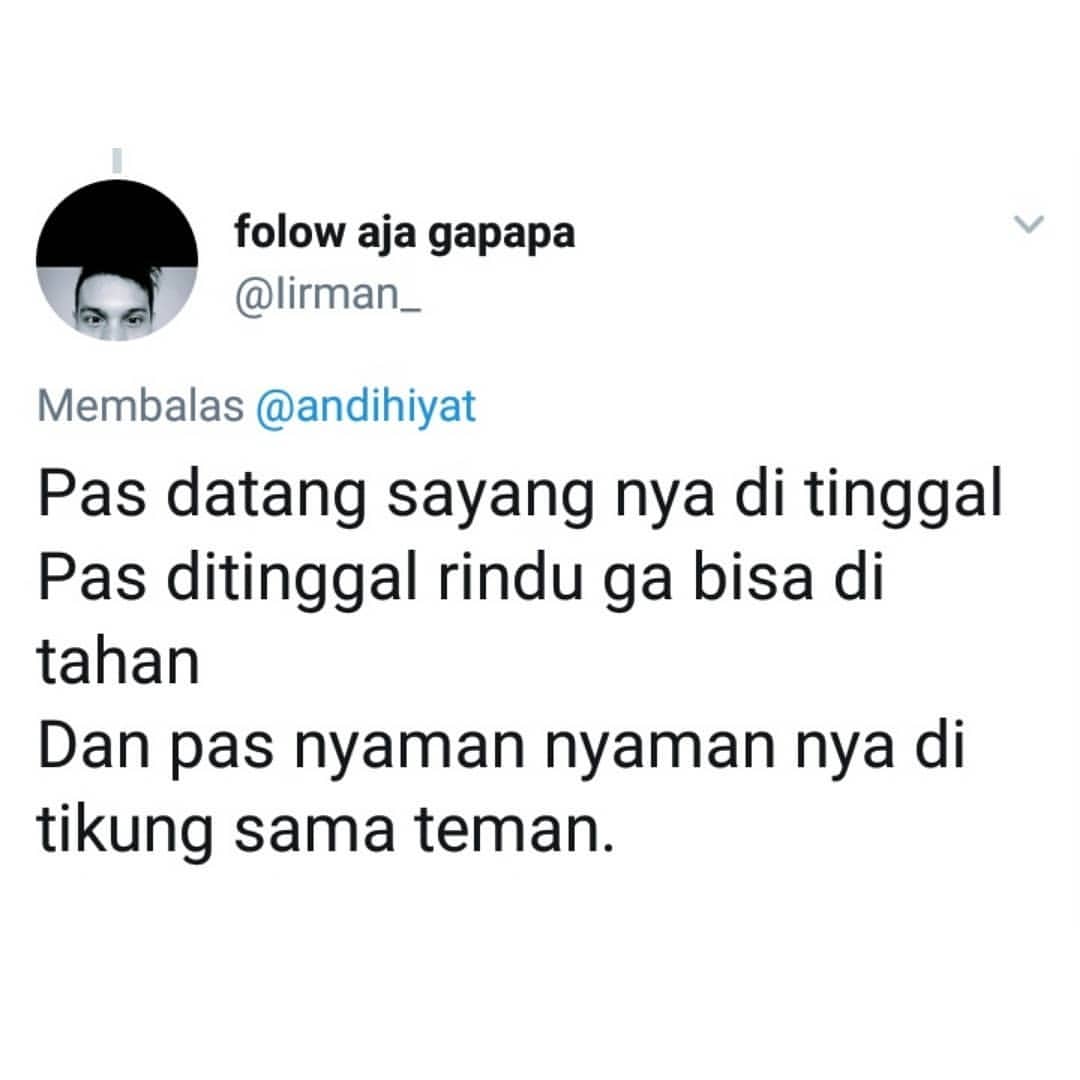 folow aja gapapa
@lirman_
Membalas @andihiyat
Pas datang sayang nya di tinggal
Pas ditinggal rindu ga bisa di
tahan
Dan pas nyaman nyaman nya di
tikung sama teman.